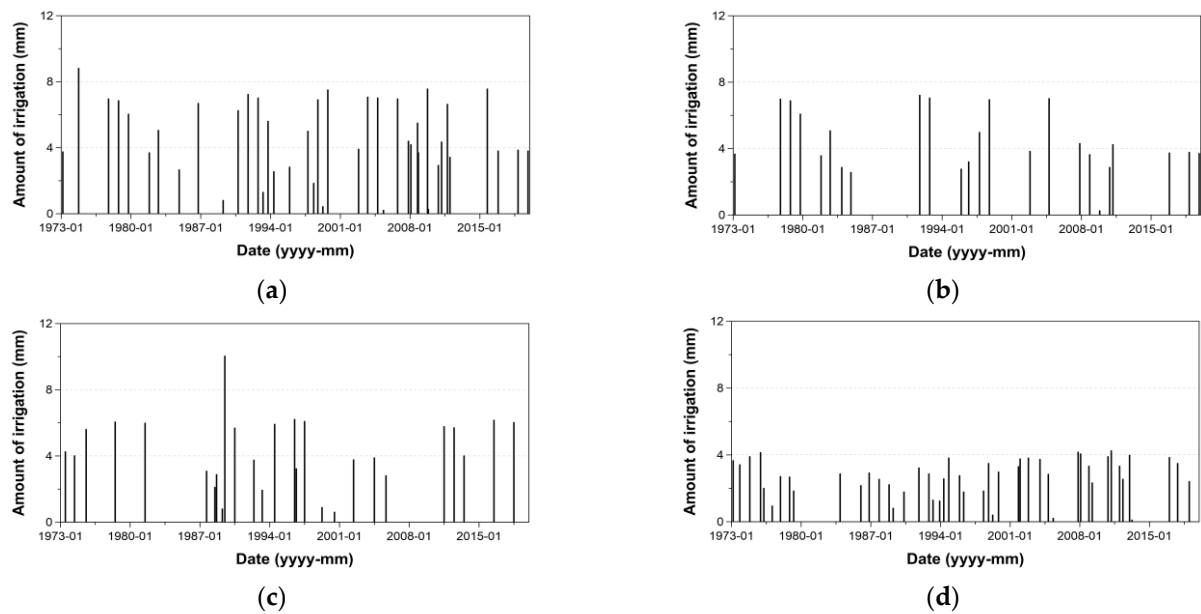 12
8
4
0
Amount of irrigation (mm)
1973-01 1980-01 1987-01 1994-01 2001-01 2008-01 2015-01
Date (yyyy-mm)
(a)
12
8
4
0
Amount of irrigation (mm)
1973-01 1980-01 1987-01 1994-01 2001-01 2008-01 2015-01
Date (yyyy-mm)
(b)
12
8
4
0
Amount of irrigation (mm)
1973-01 1980-01 1987-01 1994-01 2001-01 2008-01 2015-01
Date (yyyy-mm)
(c)
12
8
4
0
Amount of irrigation (mm)
1973-01 1980-01 1987-01 1994-01 2001-01 2008-01 2015-01
Date (yyyy-mm)
(d)